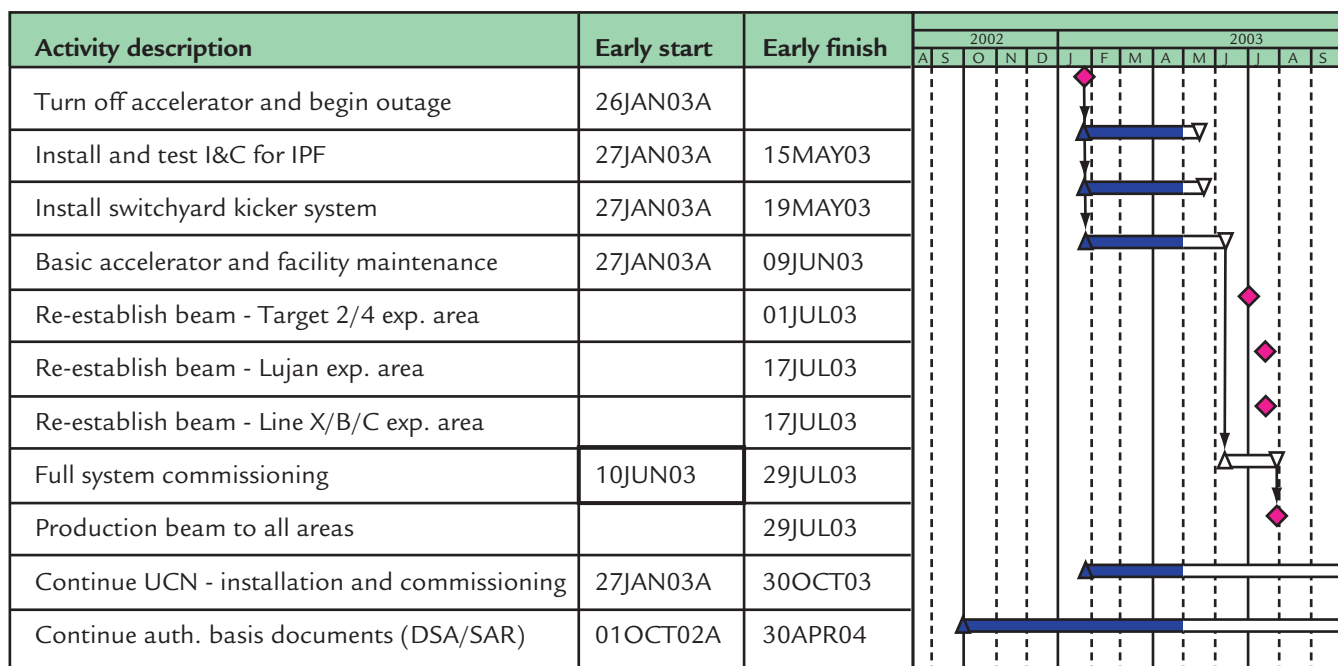 Activity description Early start Early finish
2002 2003
A S O N D J F M A M J J A S
Turn off accelerator and begin outage 26JAN03A
Install and test I&C for IPF 27JAN03A 15MAY03
Install switchyard kicker system 27JAN03A 19MAY03
Basic accelerator and facility maintenance 27JAN03A 09JUN03
Re-establish beam - Target 2/4 exp. area 01JUL03
Re-establish beam - Lujan exp. area 17JUL03
Re-establish beam - Line X/B/C exp. area 17JUL03
Full system commissioning 10JUN03 29JUL03
Production beam to all areas 29JUL03
Continue UCN - installation and commissioning 27JAN03A 30OCT03
Continue auth. basis documents (DSA/SAR) 01OCT02A 30APR04